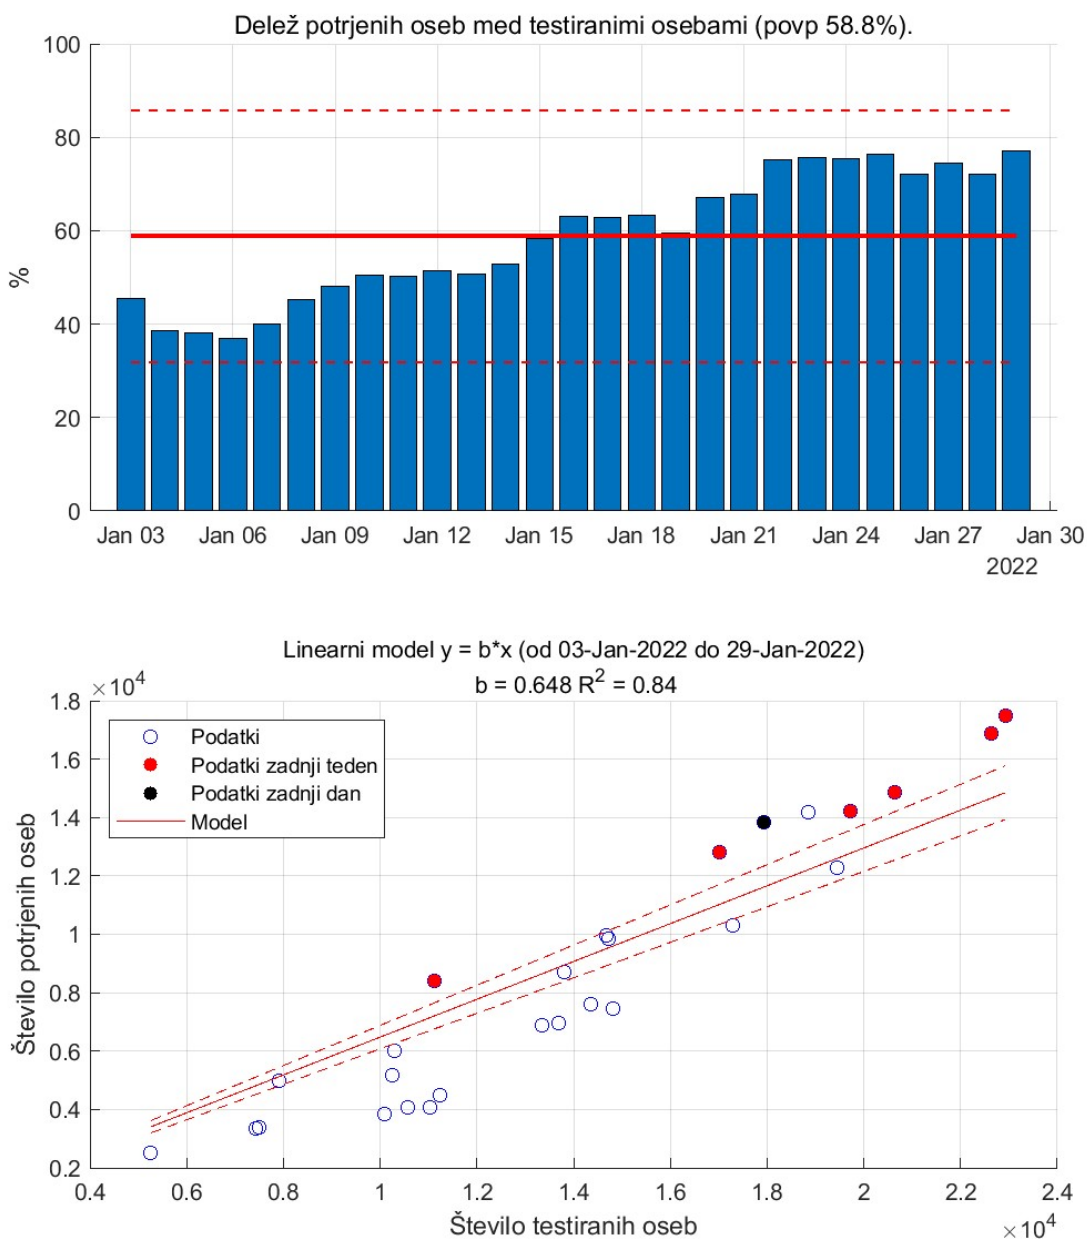 Delež potrjenih oseb med testiranimi osebami (povp 58.8%).
100
80
60
40
20
0
%
Jan 03 Jan 06 Jan 09 Jan 12 Jan 15 Jan 18 Jan 21 Jan 24 Jan 27 Jan 30
2022
Linearni model y = b*x (od 03-Jan-2022 do 29-Jan-2022)
b = 0.648 R² = 0.84
×10⁴
1.8
1.6
1.4
1.2
1
0.8
0.6
0.4
0.2
Število potrjenih oseb
Podatki
Podatki zadnji teden
Podatki zadnji dan
Model
0.4 0.6 0.8 1 1.2 1.4 1.6 1.8 2 2.2 2.4
Število testiranih oseb
×10⁴